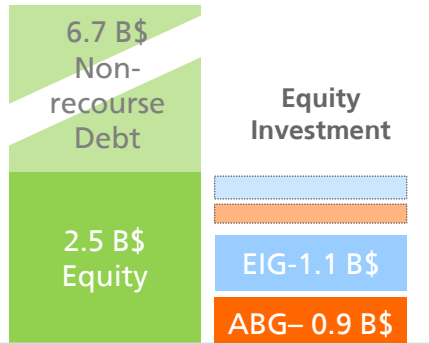 6.7 B$
Non-
recourse
Debt
Equity
Investment
2.5 B$
Equity
EIG-1.1 B$
ABG– 0.9 B$